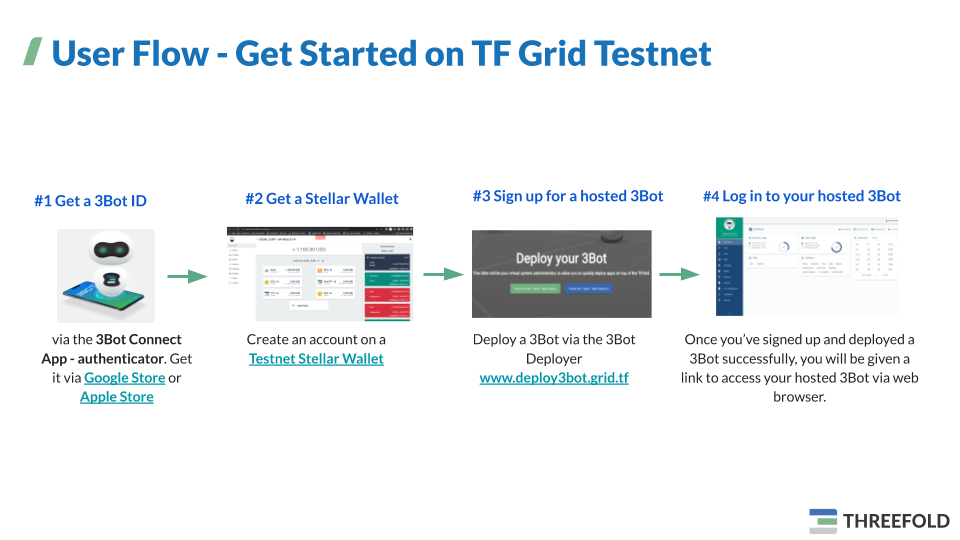 User Flow - Get Started on TF Grid Testnet
#1 Get a 3Bot ID
via the 3Bot Connect
App - authenticator. Get
it via Google Store or
Apple Store
#2 Get a Stellar Wallet
Create an account on a
Testnet Stellar Wallet
#3 Sign up for a hosted 3Bot
Deploy your 3Bot
Deploy a 3Bot via the 3Bot
Deployer
www.deploy3bot.grid.tf
#4 Log in to your hosted 3Bot
Once you’ve signed up and deployed a
3Bot successfully, you will be given a
link to access your hosted 3Bot via web
browser.
THREEFOLD